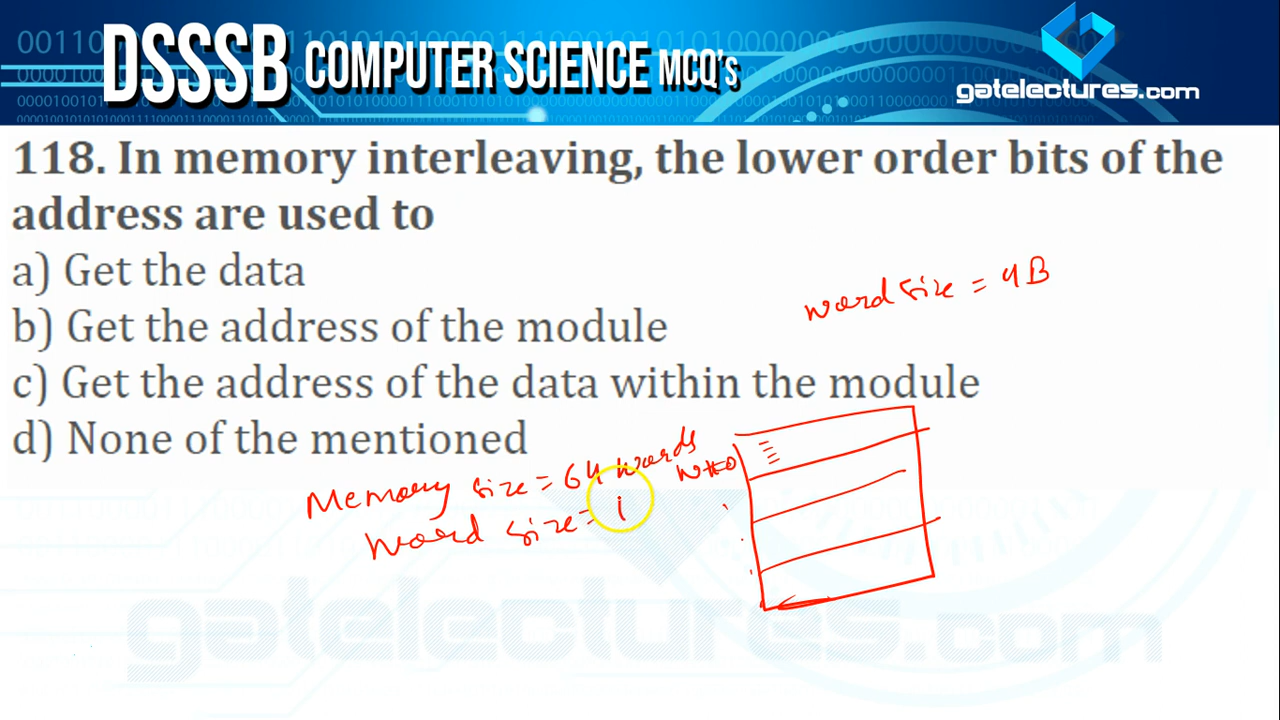 DSSSB COMPUTER SCIENCE MCQ's
gatelectures.com
118. In memory interleaving, the lower order bits of the
address are used to
a) Get the data
word size = 4B
b) Get the address of the module
c) Get the address of the data within the module
d) None of the mentioned
Memory size = 64 words
word size =
gatelectures.com